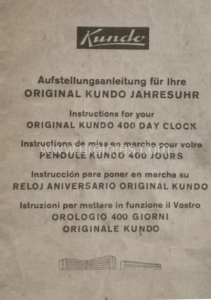 Kundo
Aufstellungsanleitung für Ihre
ORIGINAL KUNDO JAHRESUHR
Instructions for your
ORIGINAL KUNDO 400 DAY CLOCK
Instructions de mise en marche pour votre
PENDULE KUNDO 400 JOURS
Instrucción para poner en marcha su
RELOJ ANIVERSARIO ORIGINAL KUNDO
Istruzioni per mettere in funzione il Vostro
OROLOGIO 400 GIORNI
ORIGINALE KUNDO